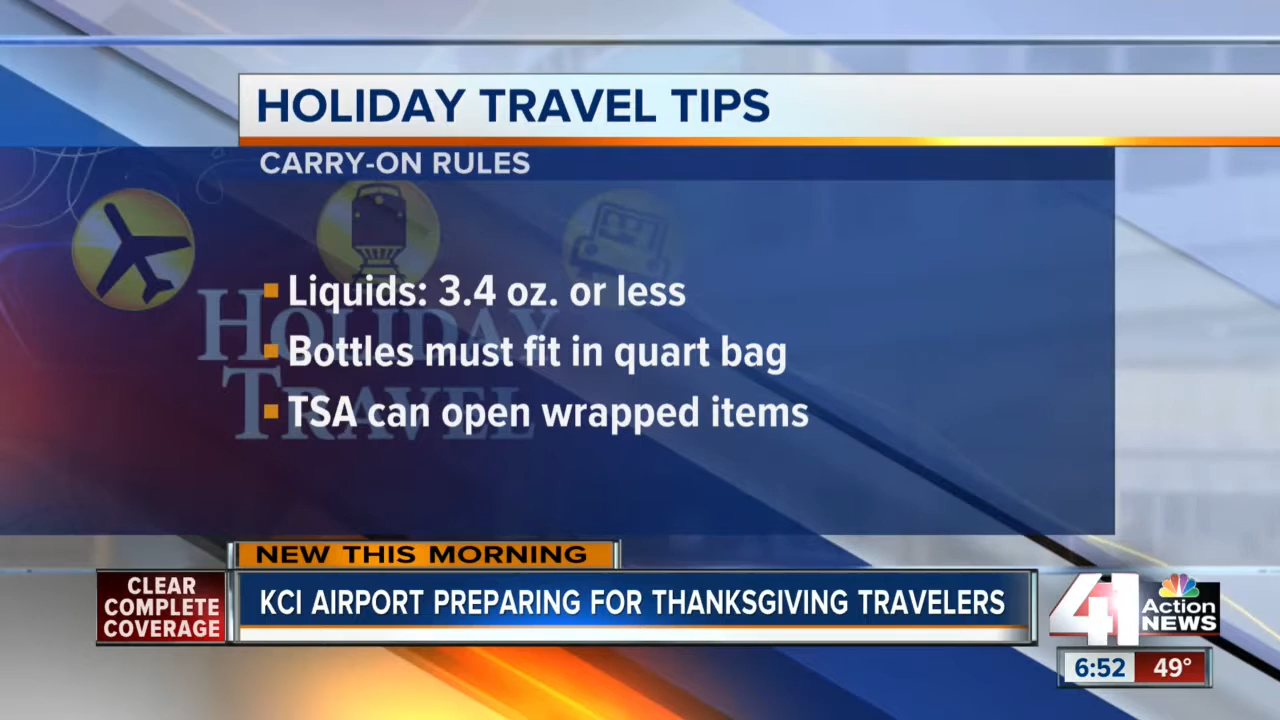 HOLIDAY TRAVEL TIPS
CARRY-ON RULES
HOLIDAY
TRAVEL
Liquids: 3.4 oz. or less
Bottles must fit in quart bag
TSA can open wrapped items
NEW THIS MORNING
CLEAR
COMPLETE
COVERAGE
KCI AIRPORT PREPARING FOR THANKSGIVING TRAVELERS
41
Action
NEWS
6:52 49°